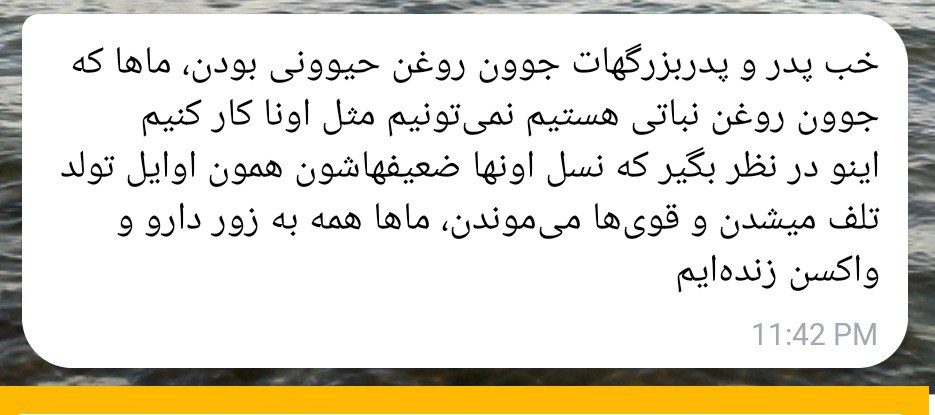 خب پدر و پدربزرگهات جوون روغن حیوونی بودن، ماها که
جوون روغن نباتی هستیم نمی‌تونیم مثل اونا کار کنیم
اینو در نظر بگیر که نسل اونها ضعیفهاشون همون اوایل تولد
تلف میشدن و قوی‌ها می‌موندن، ماها همه به زور دارو و
واکسن زنده‌ایم
11:42 PM